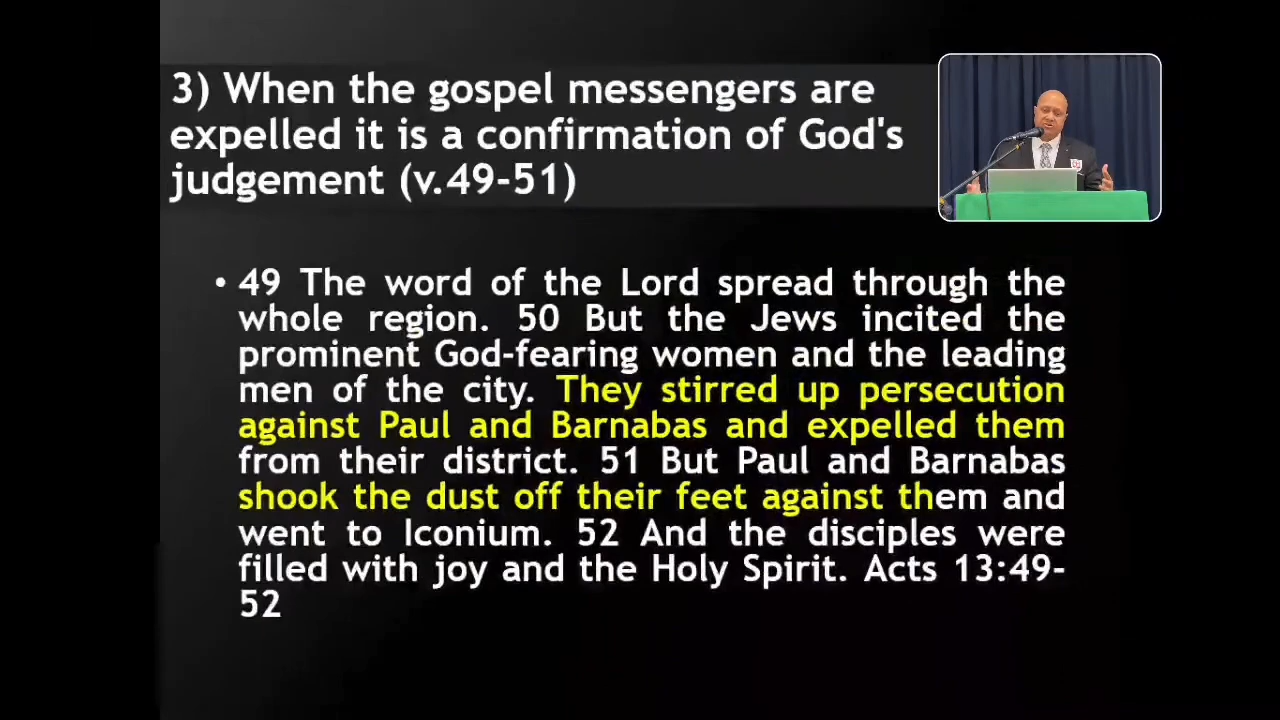 3) When the gospel messengers are
expelled it is a confirmation of God's
judgement (v.49-51)
• 49 The word of the Lord spread through the
whole region. 50 But the Jews incited the
prominent God-fearing women and the leading
men of the city. They stirred up persecution
against Paul and Barnabas and expelled them
from their district. 51 But Paul and Barnabas
shook the dust off their feet against them and
went to Iconium. 52 And the disciples were
filled with joy and the Holy Spirit. Acts 13:49-
52